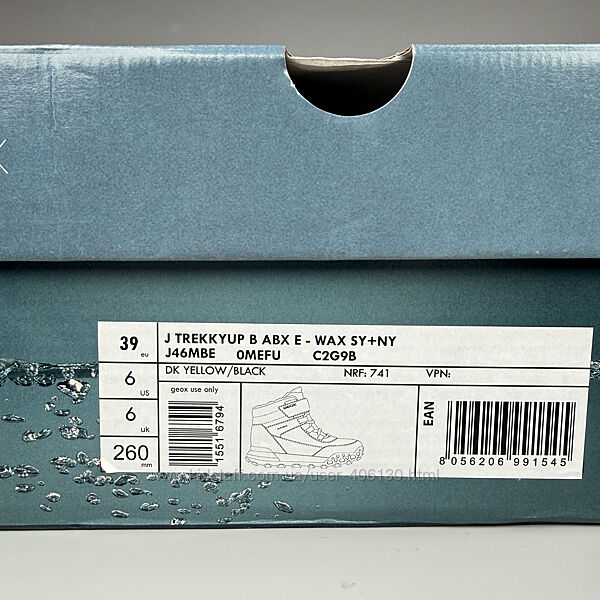 39 eu
6 us
6 uk
260 mm
J TREKKYUP B ABX E - WAX SY+NY
J46MBE 0MEFU C2G9B
DK YELLOW/BLACK NRF: 741 VPN:
geox use only
1551 6794
EAN
8 056206 991545